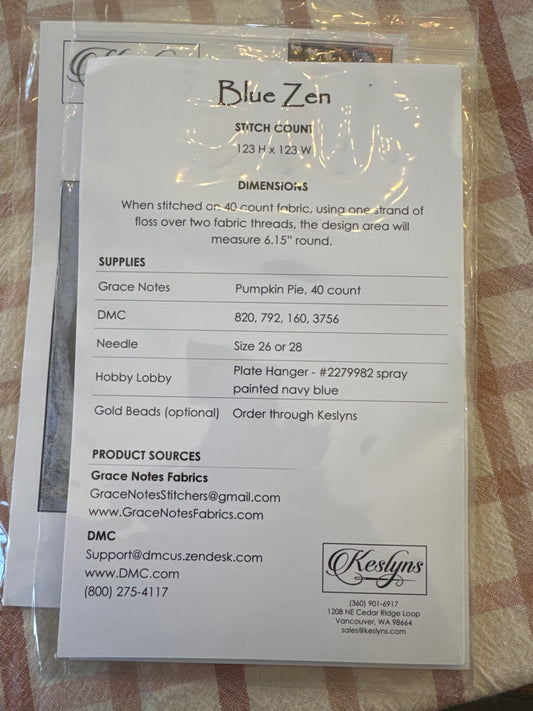 Blue Zen
STITCH COUNT
123 H x 123 W
DIMENSIONS
When stitched on 40 count fabric, using one strand of
floss over two fabric threads, the design area will
measure 6.15" round.
SUPPLIES
Grace Notes Pumpkin Pie, 40 count
DMC 820, 792, 160, 3756
Needle Size 26 or 28
Hobby Lobby Plate Hanger - #2279982 spray
painted navy blue
Gold Beads (optional) Order through Keslyns
PRODUCT SOURCES
Grace Notes Fabrics
GraceNotesStitchers@gmail.com
www.GraceNotesFabrics.com
DMC
Support@dmcus.zendesk.com
www.DMC.com
(800) 275-4117
Keslyns
(360) 901-6917
1208 NE Cedar Ridge Loop
Vancouver, WA 98664
sales@keslyns.com